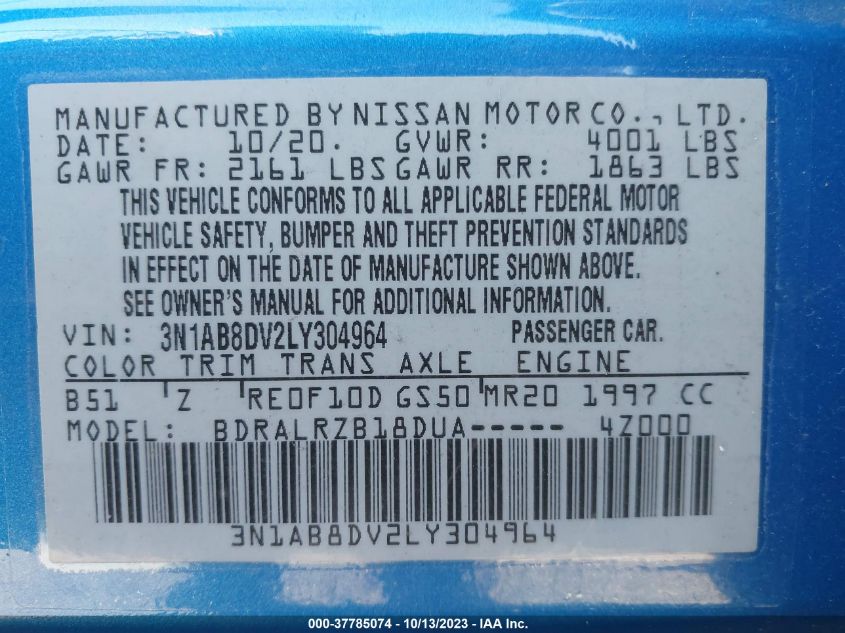 MANUFACTURED BY NISSAN MOTOR CO., LTD.
DATE: 10/20. GVWR: 4001 LBS
GAWR FR: 2161 LBS GAWR RR: 1863 LBS
THIS VEHICLE CONFORMS TO ALL APPLICABLE FEDERAL MOTOR
VEHICLE SAFETY, BUMPER AND THEFT PREVENTION STANDARDS
IN EFFECT ON THE DATE OF MANUFACTURE SHOWN ABOVE.
SEE OWNER'S MANUAL FOR ADDITIONAL INFORMATION.
VIN: 3N1AB8DV2LY304964 PASSENGER CAR.
COLOR TRIM TRANS AXLE ENGINE
B51 Z RE0F10D GS50 MR20 1997 CC
MODEL: BDRALRZB18DUA----- 4Z000
3N1AB8DV2LY304964
000-37785074 - 10/13/2023 - IAA Inc.